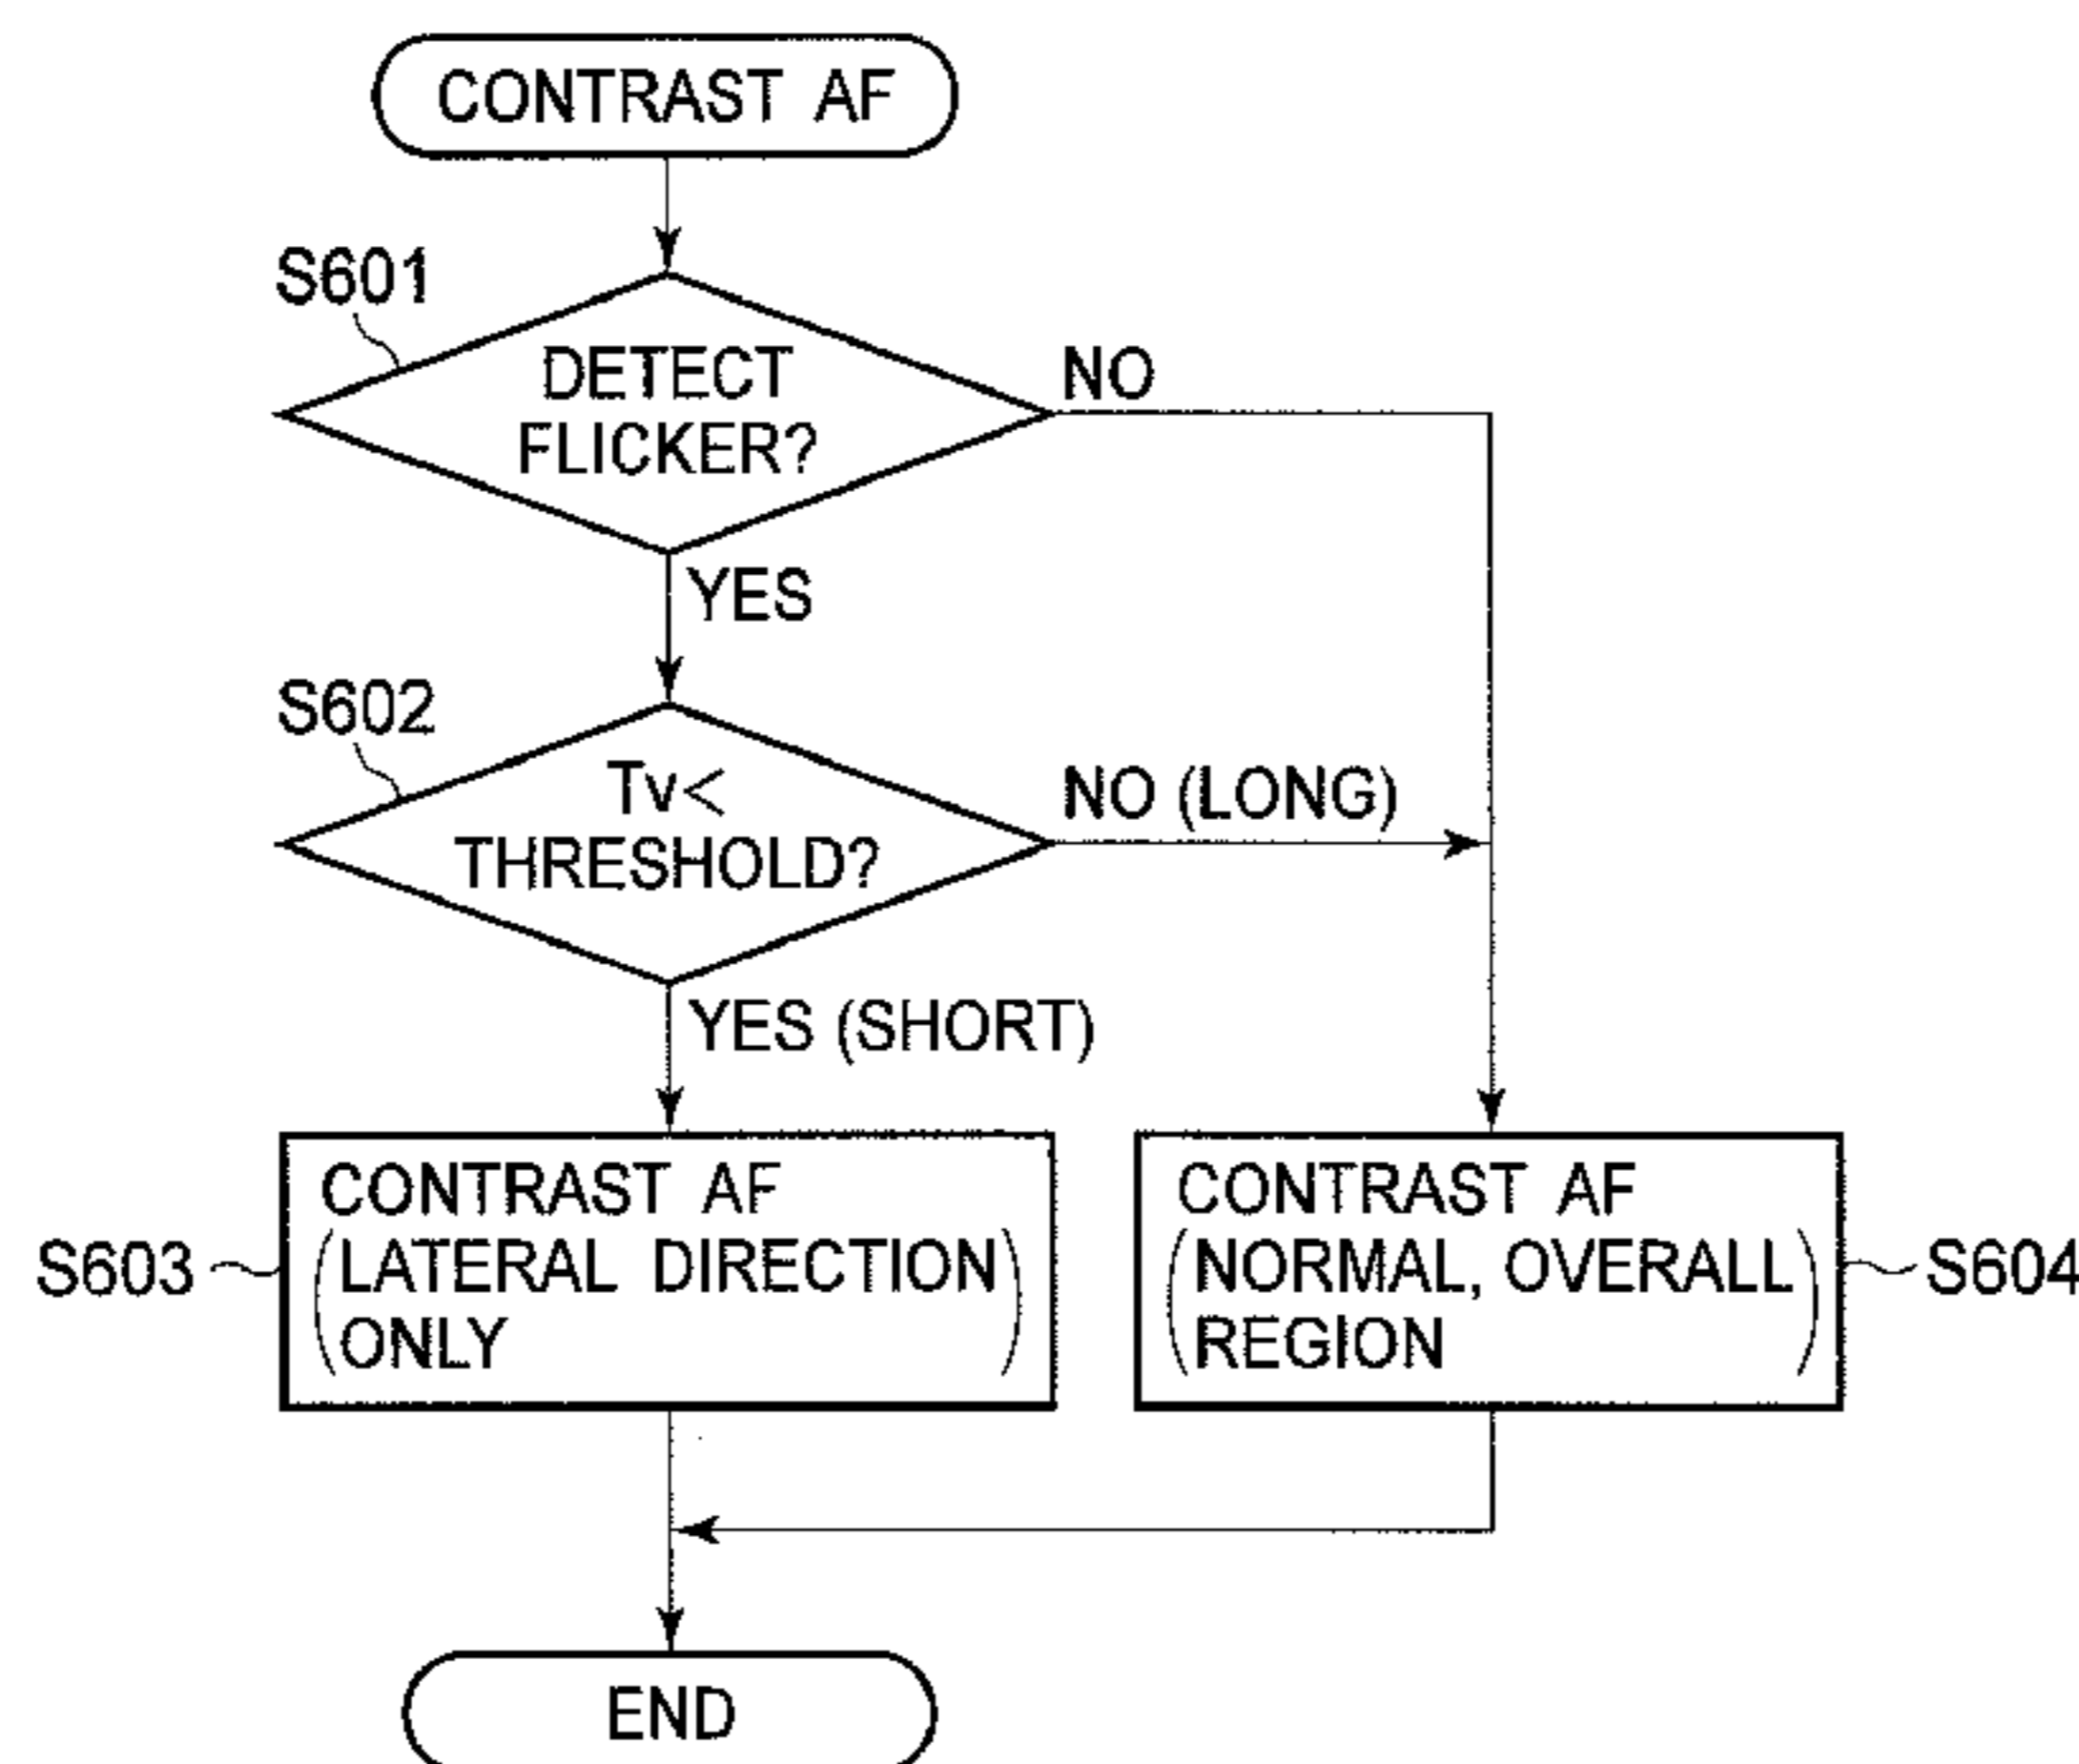 CONTRAST AF
S601
DETECT
FLICKER?
NO
YES
S602
Tv<
THRESHOLD?
NO (LONG)
YES (SHORT)
S603
CONTRAST AF
(LATERAL DIRECTION
ONLY)
CONTRAST AF
(NORMAL, OVERALL
REGION)
S604
END